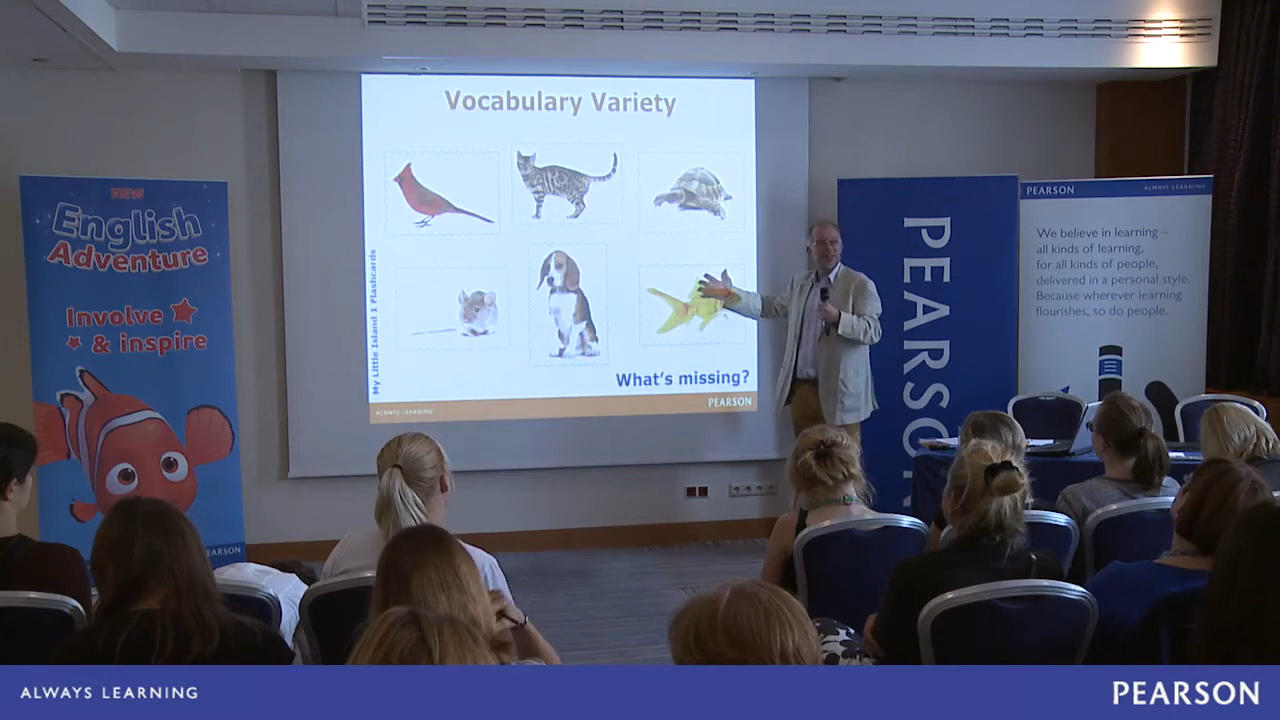 Vocabulary Variety
My Little Island 1 Flashcards
What's missing?
ALWAYS LEARNING
PEARSON
NEW
English
Adventure
Involve
& inspire
PEARSON
PEARSON
PEARSON
ALWAYS LEARNING
We believe in learning –
all kinds of learning,
for all kinds of people,
delivered in a personal style.
Because wherever learning
flourishes, so do people.
ALWAYS LEARNING
PEARSON